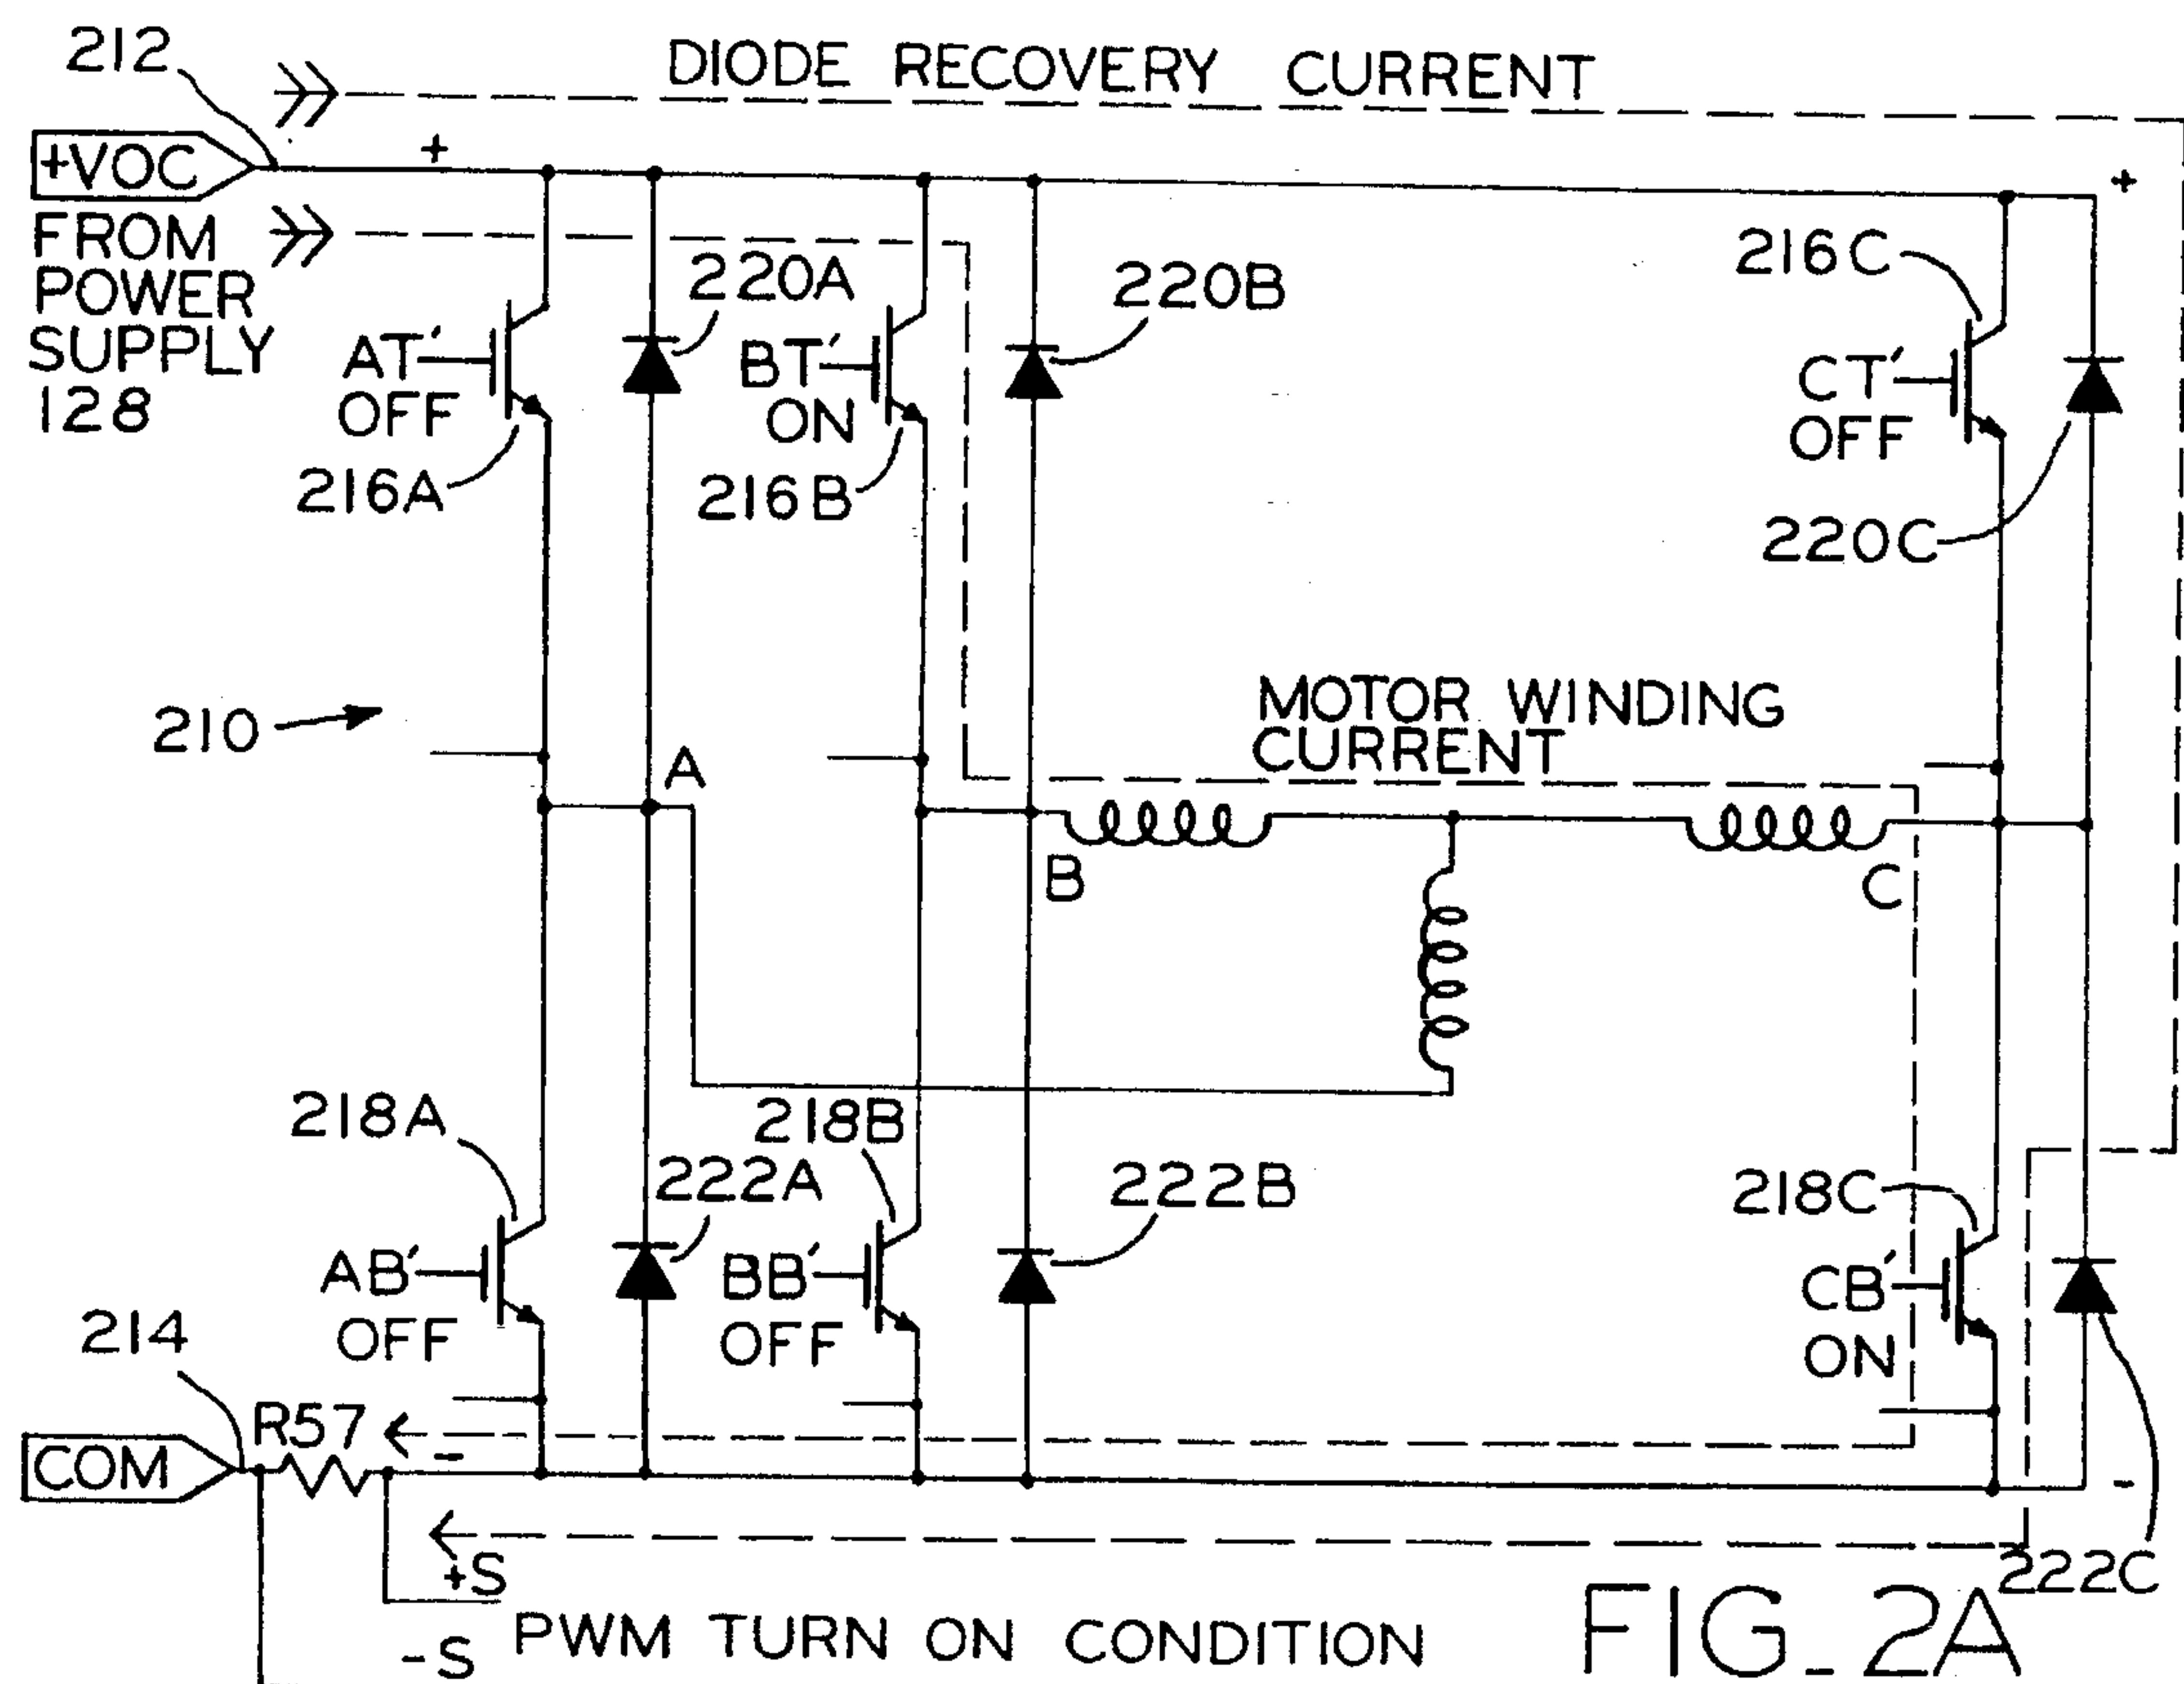 212
DIODE RECOVERY CURRENT
+VOC
+
+
FROM
POWER
SUPPLY
128
220A
220B
216C
AT'
OFF
BT'
ON
CT'
OFF
216A
216B
220C
210
A
MOTOR WINDING
CURRENT
B
C
218A
218B
222A
222B
218C
AB'
OFF
BB'
OFF
CB'
ON
214
R57
-
COM
-
+S
222C
-S
PWM TURN ON CONDITION
FIG_2A